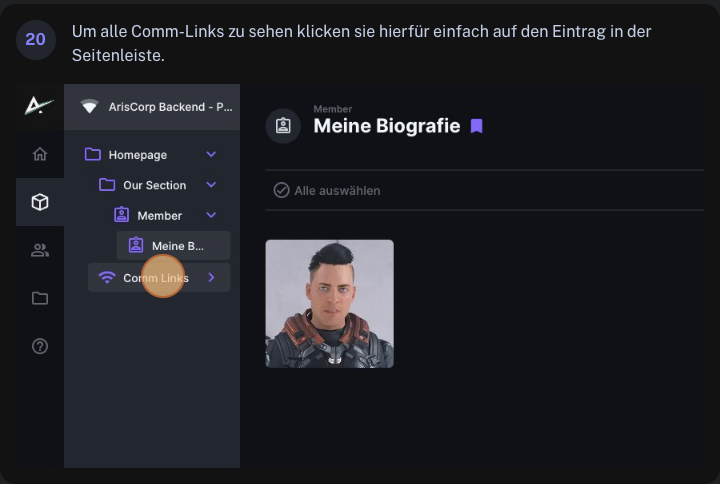 20
Um alle Comm-Links zu sehen klicken sie hierfür einfach auf den Eintrag in der
Seitenleiste.
ArisCorp Backend - P...
Homepage
Our Section
Member
Meine B...
Comm Links
Member
Meine Biografie
Alle auswählen